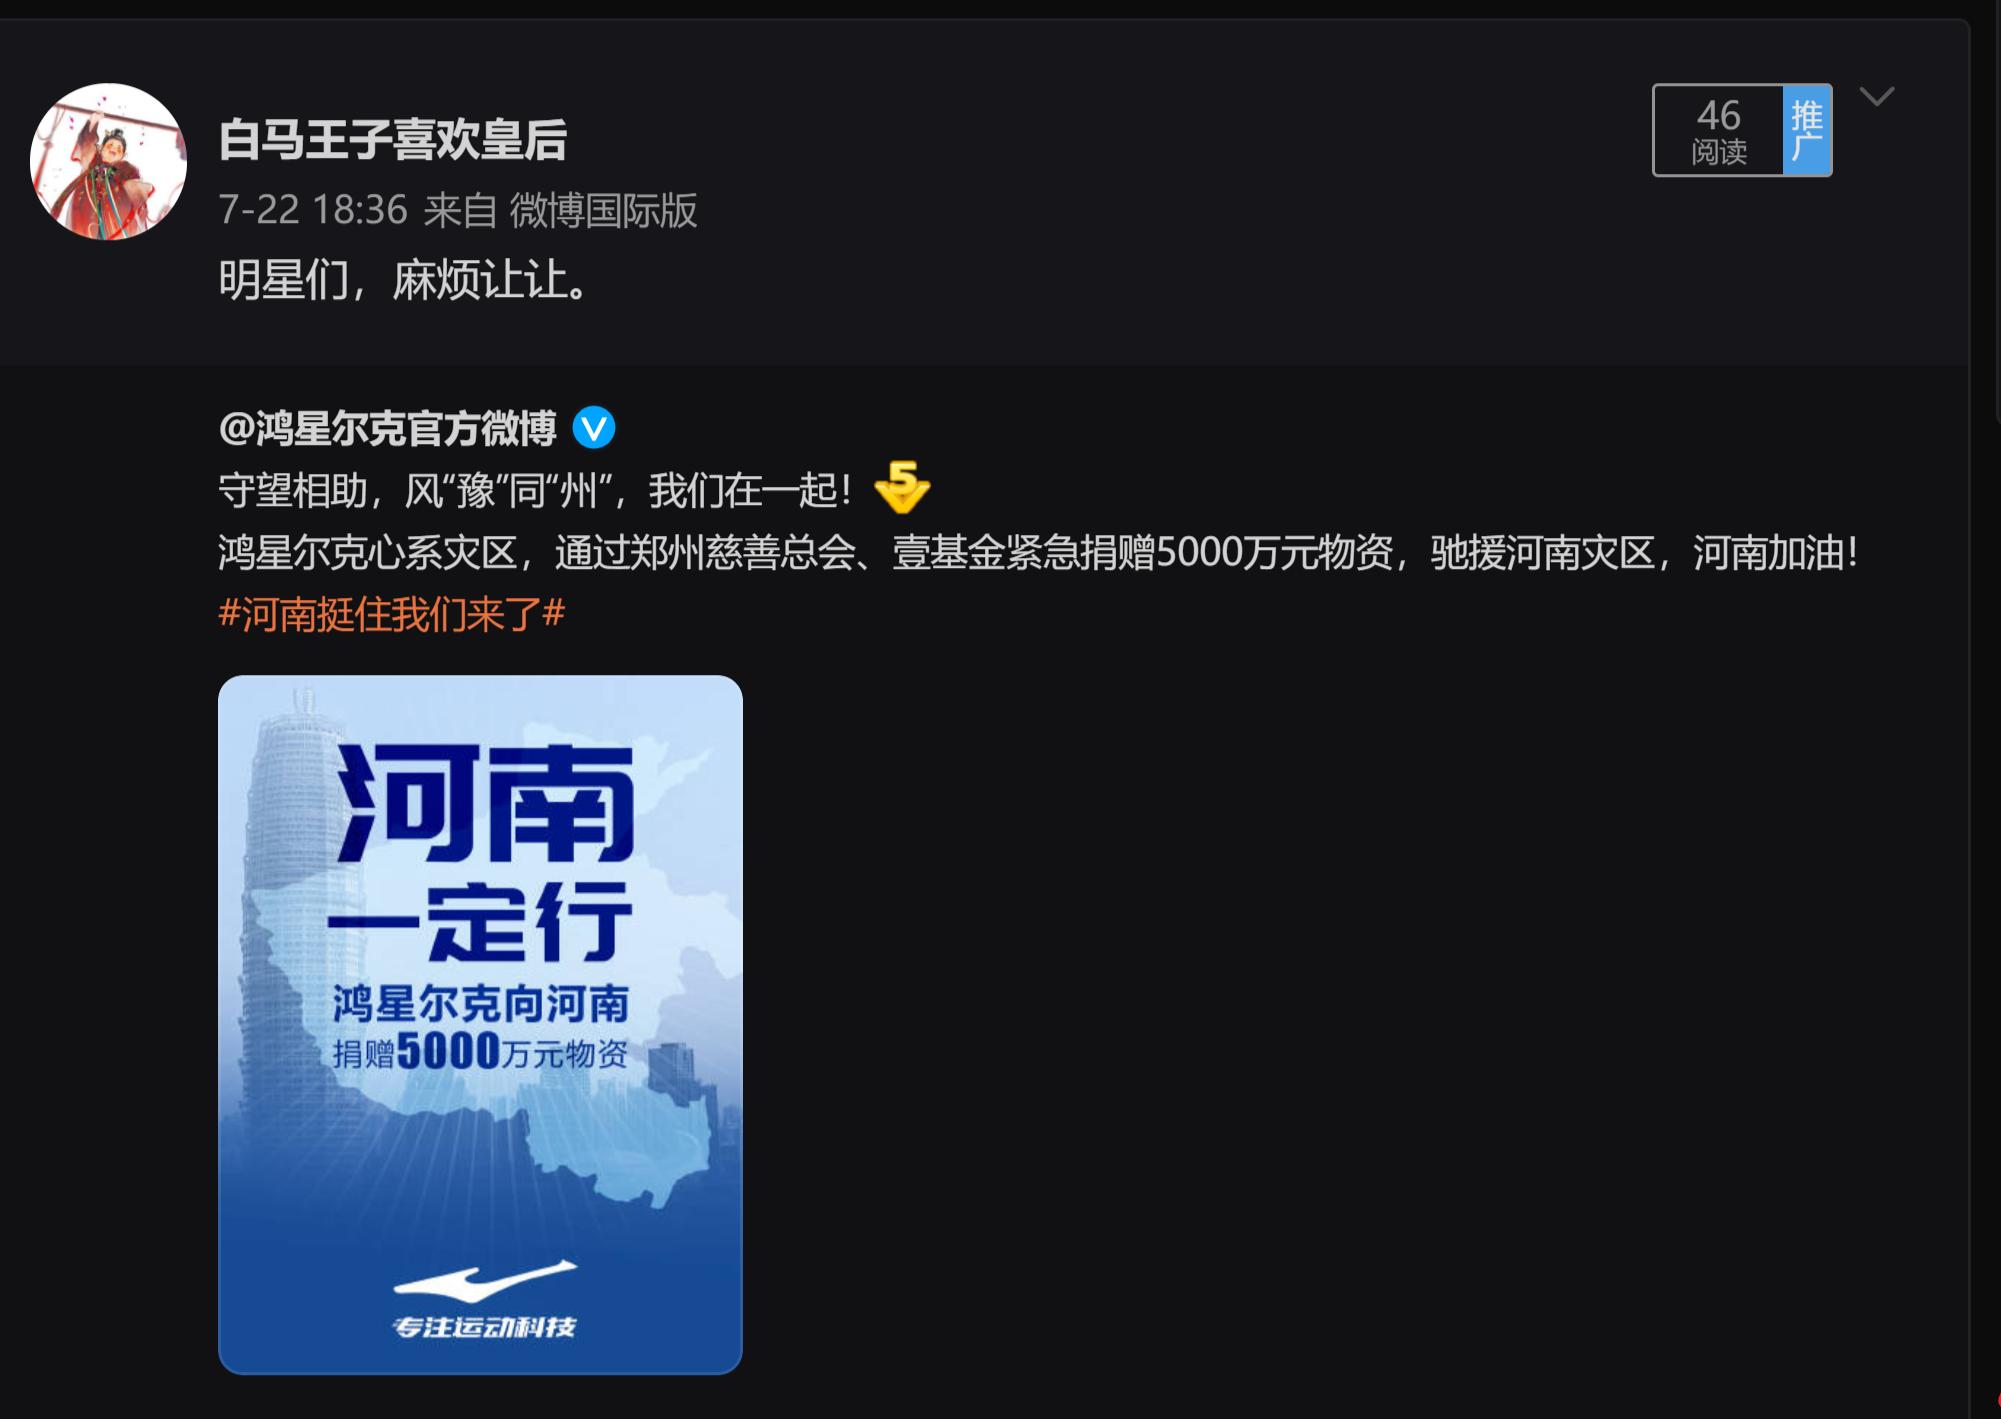 白马王子喜欢皇后
7-22 18:36 来自 微博国际版
46
阅读
推广
明星们，麻烦让让。
@鸿星尔克官方微博 V
守望相助，风“豫”同“州”，我们在一起！5
鸿星尔克心系灾区，通过郑州慈善总会、壹基金紧急捐赠5000万元物资，驰援河南灾区，河南加油！
#河南挺住我们来了#
河南
一定行
鸿星尔克向河南
捐赠5000万元物资
专注运动科技